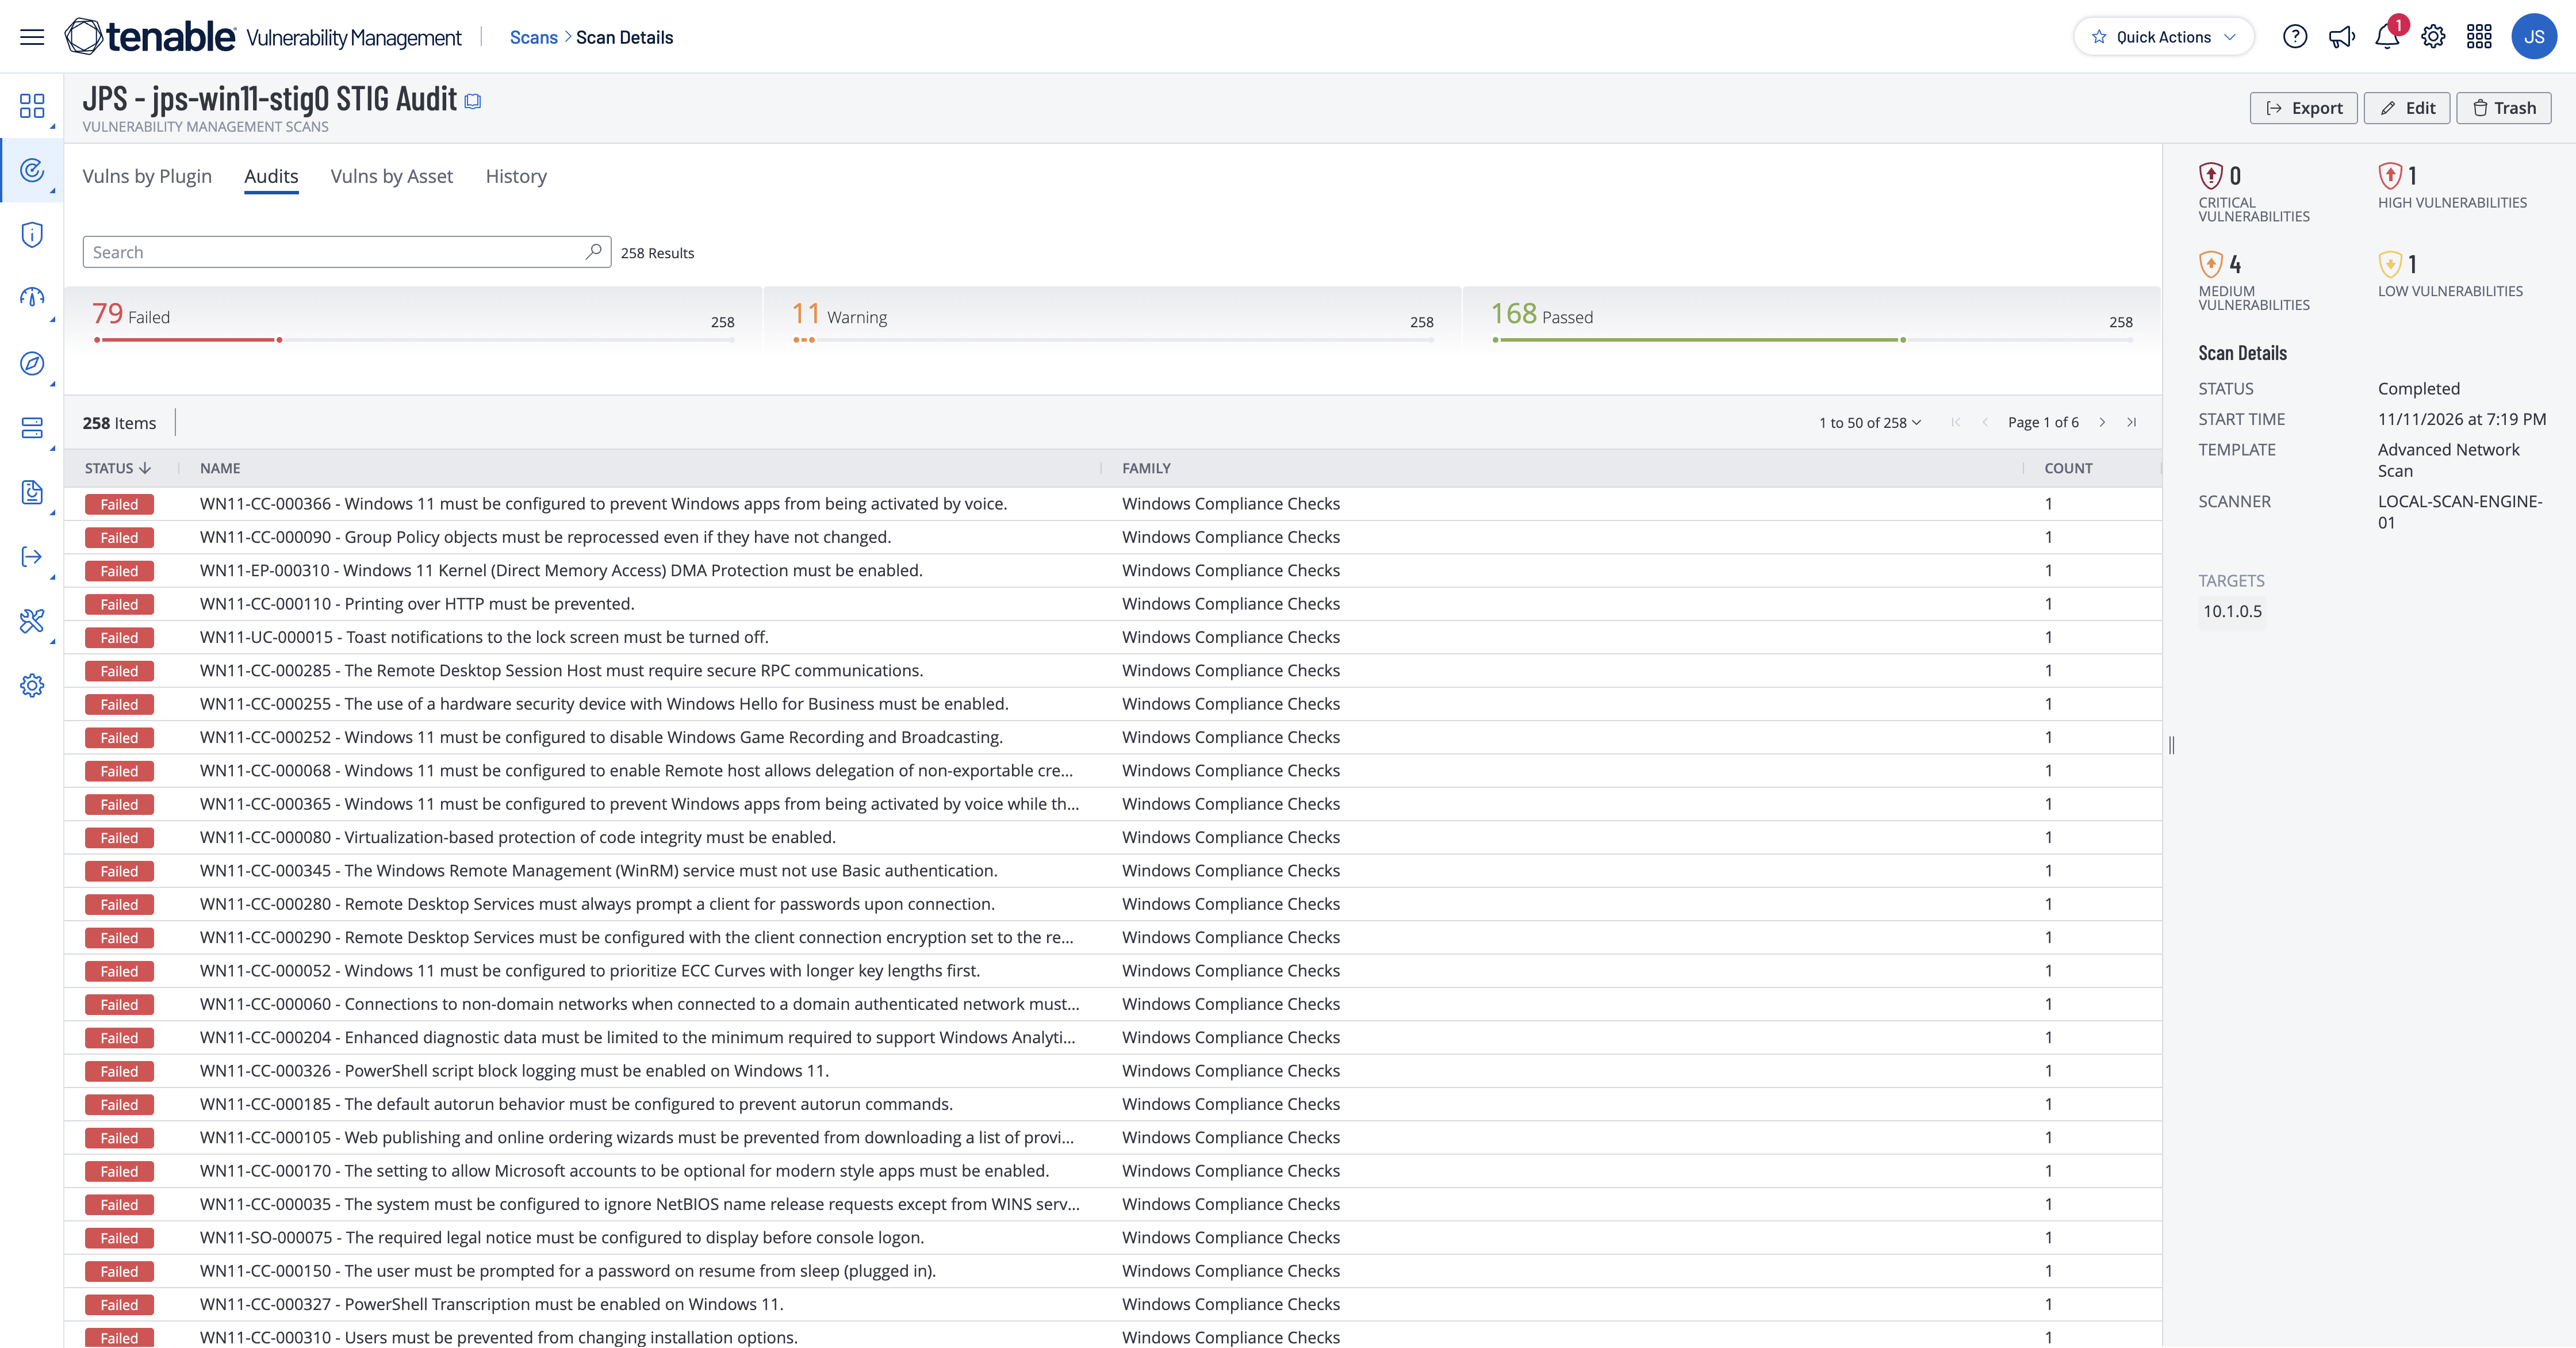 tenable Vulnerability Management Scans > Scan Details Quick Actions 1 JS
JPS - jps-win11-stig0 STIG Audit
VULNERABILITY MANAGEMENT SCANS
Export Edit Trash
Vulns by Plugin Audits Vulns by Asset History
Search 258 Results
79 Failed 258
11 Warning 258
168 Passed 258
258 Items 1 to 50 of 258 Page 1 of 6
STATUS NAME FAMILY COUNT
Failed WN11-CC-000366 - Windows 11 must be configured to prevent Windows apps from being activated by voice. Windows Compliance Checks 1
Failed WN11-CC-000090 - Group Policy objects must be reprocessed even if they have not changed. Windows Compliance Checks 1
Failed WN11-EP-000310 - Windows 11 Kernel (Direct Memory Access) DMA Protection must be enabled. Windows Compliance Checks 1
Failed WN11-CC-000110 - Printing over HTTP must be prevented. Windows Compliance Checks 1
Failed WN11-UC-000015 - Toast notifications to the lock screen must be turned off. Windows Compliance Checks 1
Failed WN11-CC-000285 - The Remote Desktop Session Host must require secure RPC communications. Windows Compliance Checks 1
Failed WN11-CC-000255 - The use of a hardware security device with Windows Hello for Business must be enabled. Windows Compliance Checks 1
Failed WN11-CC-000252 - Windows 11 must be configured to disable Windows Game Recording and Broadcasting. Windows Compliance Checks 1
Failed WN11-CC-000068 - Windows 11 must be configured to enable Remote host allows delegation of non-exportable cre... Windows Compliance Checks 1
Failed WN11-CC-000365 - Windows 11 must be configured to prevent Windows apps from being activated by voice while th... Windows Compliance Checks 1
Failed WN11-CC-000080 - Virtualization-based protection of code integrity must be enabled. Windows Compliance Checks 1
Failed WN11-CC-000345 - The Windows Remote Management (WinRM) service must not use Basic authentication. Windows Compliance Checks 1
Failed WN11-CC-000280 - Remote Desktop Services must always prompt a client for passwords upon connection. Windows Compliance Checks 1
Failed WN11-CC-000290 - Remote Desktop Services must be configured with the client connection encryption set to the re... Windows Compliance Checks 1
Failed WN11-CC-000052 - Windows 11 must be configured to prioritize ECC Curves with longer key lengths first. Windows Compliance Checks 1
Failed WN11-CC-000060 - Connections to non-domain networks when connected to a domain authenticated network must... Windows Compliance Checks 1
Failed WN11-CC-000204 - Enhanced diagnostic data must be limited to the minimum required to support Windows Analyti... Windows Compliance Checks 1
Failed WN11-CC-000326 - PowerShell script block logging must be enabled on Windows 11. Windows Compliance Checks 1
Failed WN11-CC-000185 - The default autorun behavior must be configured to prevent autorun commands. Windows Compliance Checks 1
Failed WN11-CC-000105 - Web publishing and online ordering wizards must be prevented from downloading a list of provi... Windows Compliance Checks 1
Failed WN11-CC-000170 - The setting to allow Microsoft accounts to be optional for modern style apps must be enabled. Windows Compliance Checks 1
Failed WN11-CC-000035 - The system must be configured to ignore NetBIOS name release requests except from WINS serv... Windows Compliance Checks 1
Failed WN11-SO-000075 - The required legal notice must be configured to display before console logon. Windows Compliance Checks 1
Failed WN11-CC-000150 - The user must be prompted for a password on resume from sleep (plugged in). Windows Compliance Checks 1
Failed WN11-CC-000327 - PowerShell Transcription must be enabled on Windows 11. Windows Compliance Checks 1
Failed WN11-CC-000310 - Users must be prevented from changing installation options. Windows Compliance Checks 1
0 CRITICAL VULNERABILITIES
1 HIGH VULNERABILITIES
4 MEDIUM VULNERABILITIES
1 LOW VULNERABILITIES
Scan Details
STATUS Completed
START TIME 11/11/2026 at 7:19 PM
TEMPLATE Advanced Network
Scan
SCANNER LOCAL-SCAN-ENGINE-
01
TARGETS
10.1.0.5